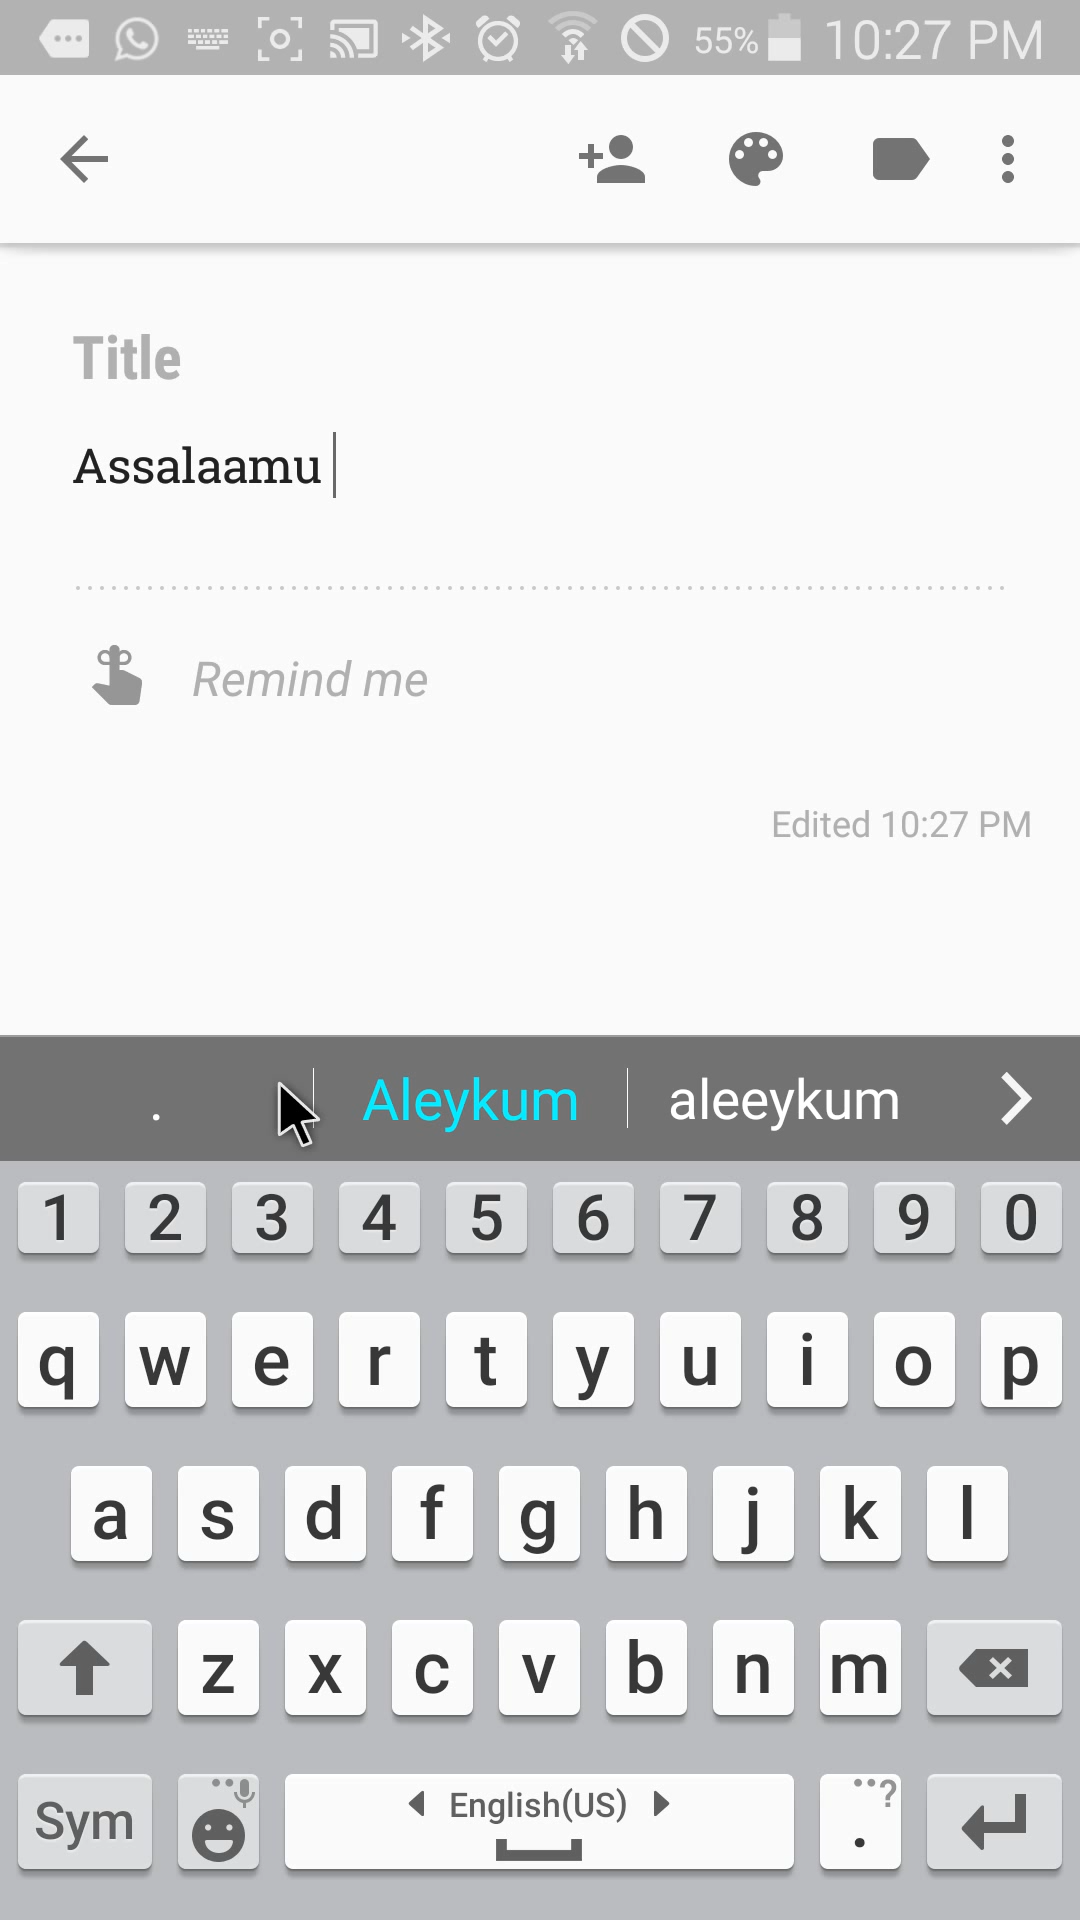 55% 10:27 PM
Title
Assalaamu
Remind me
Edited 10:27 PM
. Aleykum aleeykum
1 2 3 4 5 6 7 8 9 0
q w e r t y u i o p
a s d f g h j k l
z x c v b n m
Sym English(US) . ?